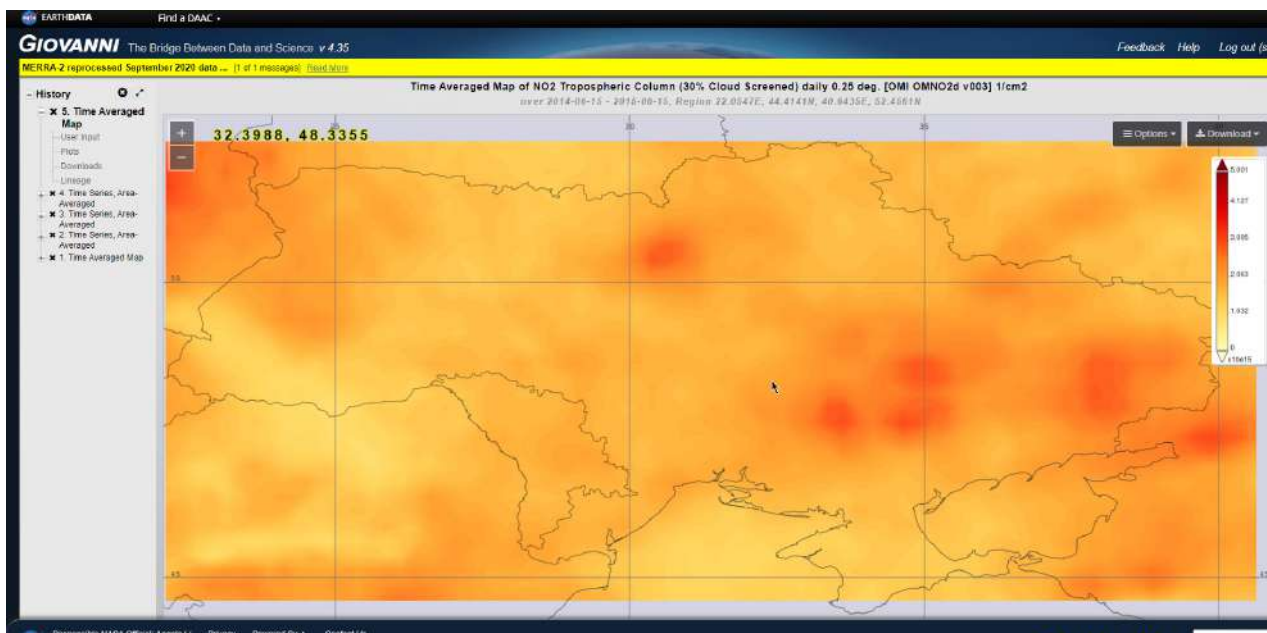 EARTHDATA Find a DAAC
GIOVANNI The Bridge Between Data and Science v 4.35 Feedback Help Log out (s
MERRA-2 reprocessed September 2020 data ... [1 of 1 messages] Read More
Time Averaged Map of NO2 Tropospheric Column (30% Cloud Screened) daily 0.25 deg. [OMI OMNO2d v003] 1/cm2
- History
5. Time Averaged
Map
User Input
Plots
Downloads
Lineage
4. Time Series, Area-
Averaged
3. Time Series, Area-
Averaged
2. Time Series, Area-
Averaged
1. Time Averaged Map
+
32.3988, 48.3355
−
Options
Download
5.901
4.127
2.063
1.032
0